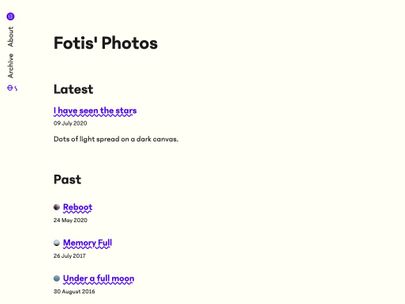 About
Archive
Fotis' Photos
Latest
I have seen the stars
09 July 2020
Dots of light spread on a dark canvas.
Past
Reboot
24 May 2020
Memory Full
26 July 2017
Under a full moon
30 August 2016